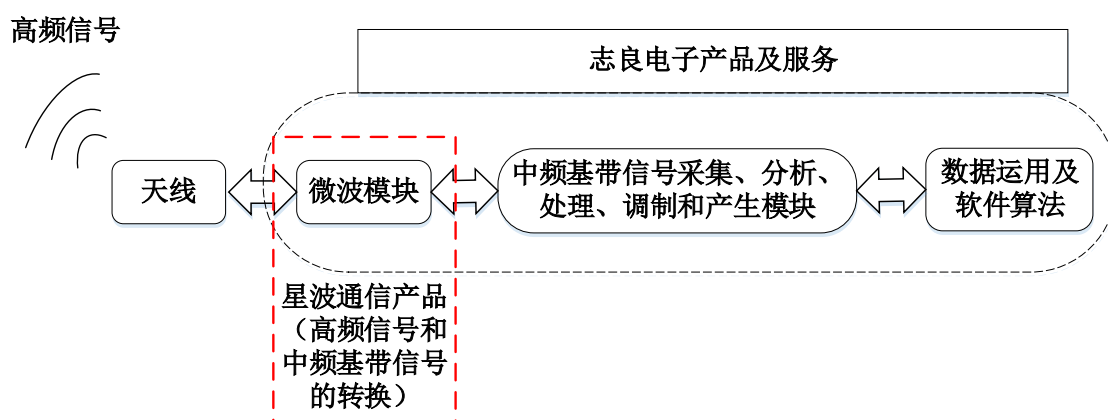 高频信号
志良电子产品及服务
天线
微波模块
中频基带信号采集、分析、
处理、调制和产生模块
数据运用及
软件算法
星波通信产品
（高频信号和
中频基带信号
的转换）